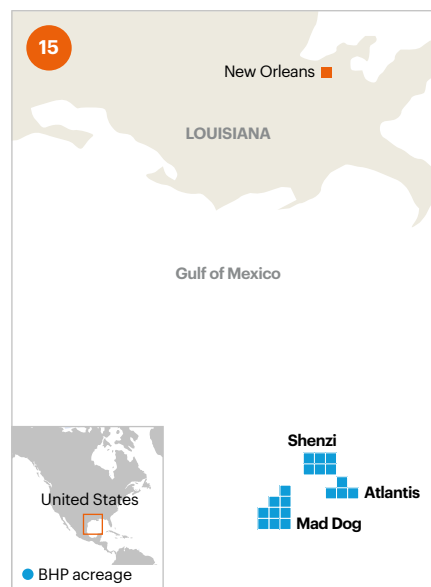 15
New Orleans
LOUISIANA
Gulf of Mexico
Shenzi
Atlantis
Mad Dog
United States
BHP acreage